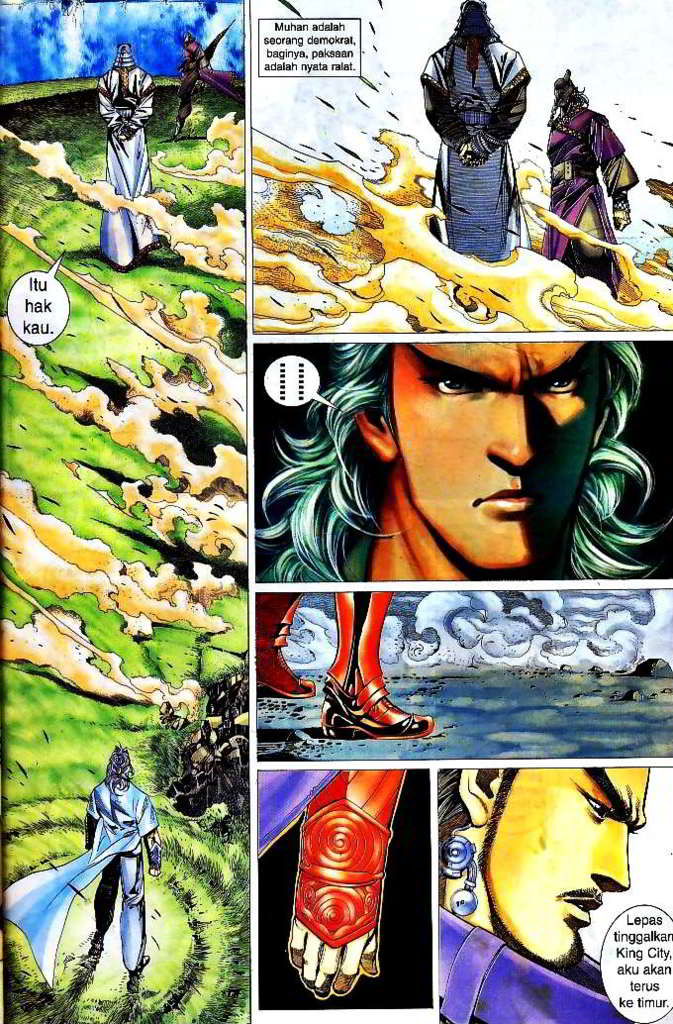 Itu
hak
kau.
Muhan adalah
seorang demokrat,
baginya, paksaan
adalah nyata ralat.
Lepas
tinggalkan
King City,
aku akan
terus
ke timur.